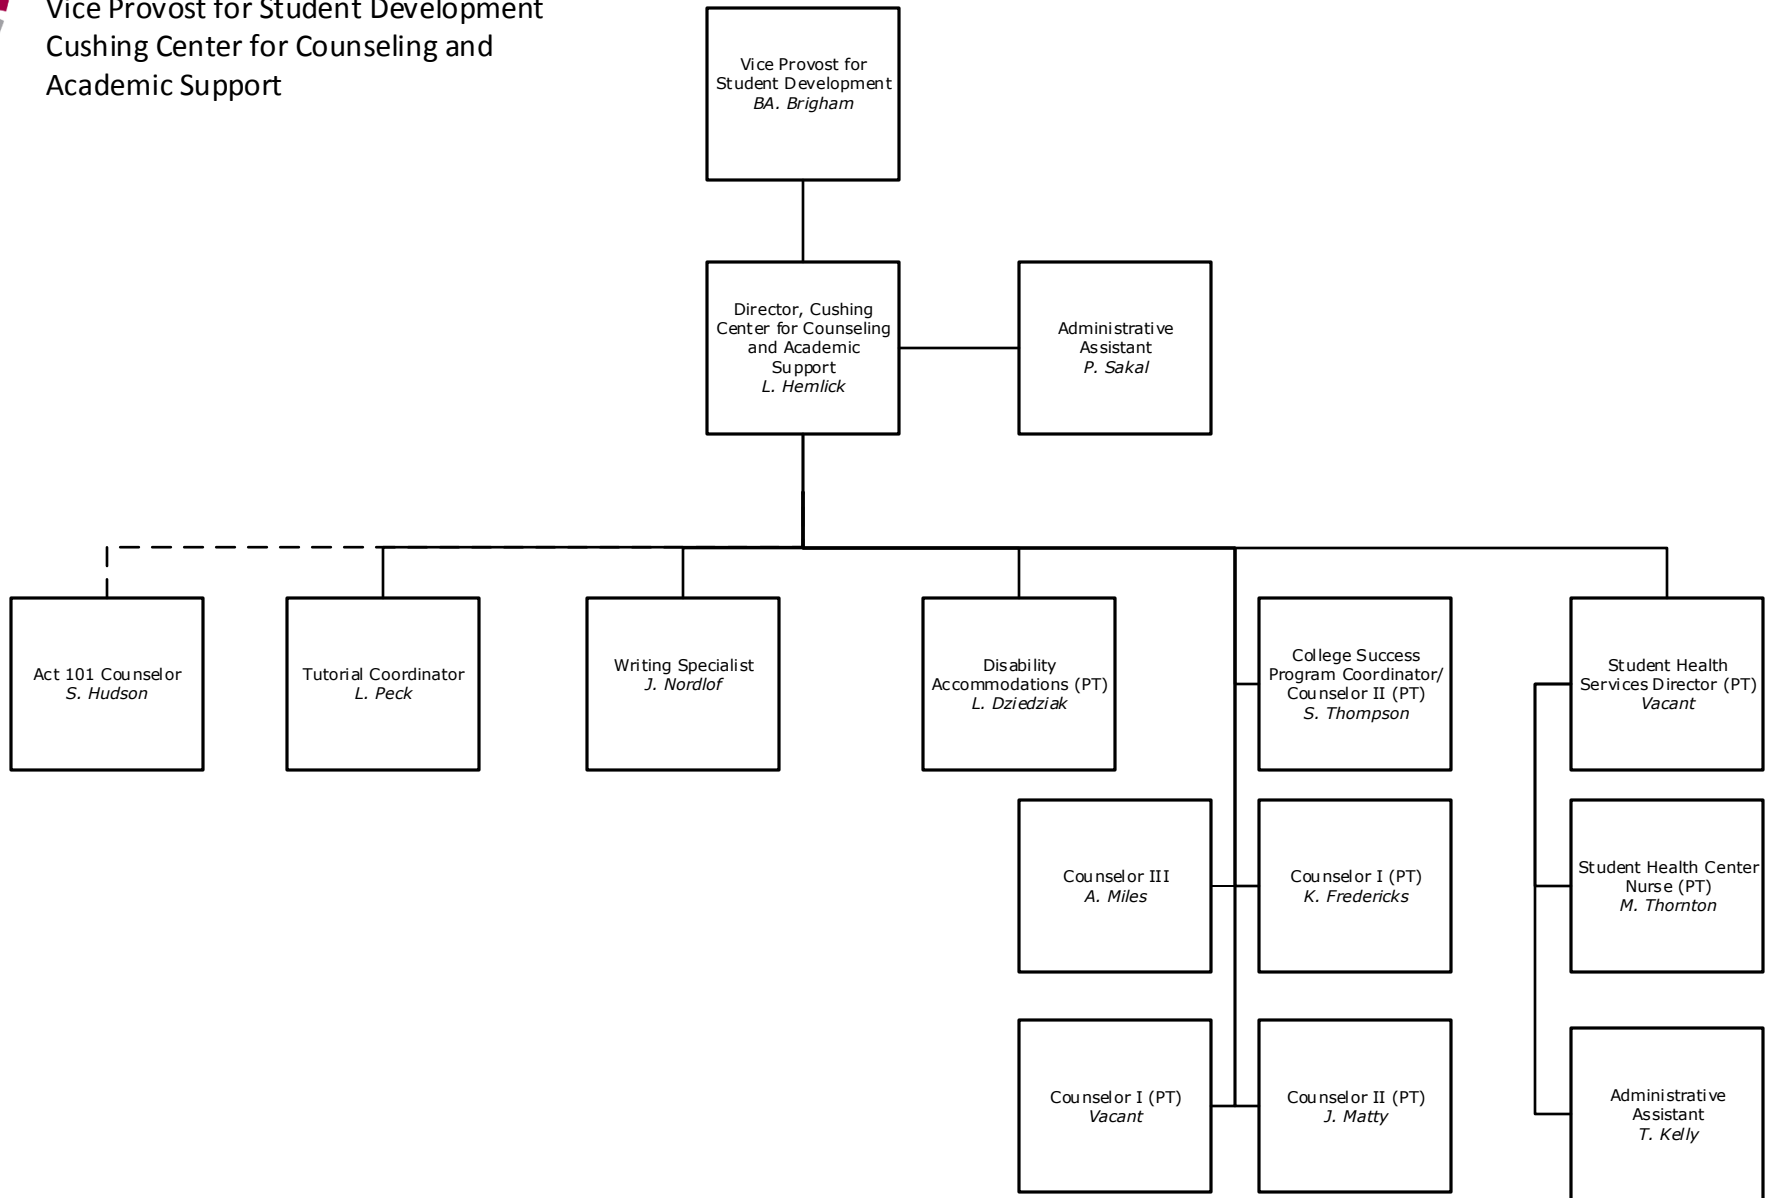 Vice Provost for Student Development
Cushing Center for Counseling and
Academic Support
Vice Provost for
Student Development
BA. Brigham
Director, Cushing
Center for Counseling
and Academic
Support
L. Hemlick
Administrative
Assistant
P. Sakal
Act 101 Counselor
S. Hudson
Tutorial Coordinator
L. Peck
Writing Specialist
J. Nordlof
Disability
Accommodations (PT)
L. Dziedziak
College Success
Program Coordinator/
Counselor II (PT)
S. Thompson
Student Health
Services Director (PT)
Vacant
Counselor III
A. Miles
Counselor I (PT)
K. Fredericks
Student Health Center
Nurse (PT)
M. Thornton
Counselor I (PT)
Vacant
Counselor II (PT)
J. Matty
Administrative
Assistant
T. Kelly